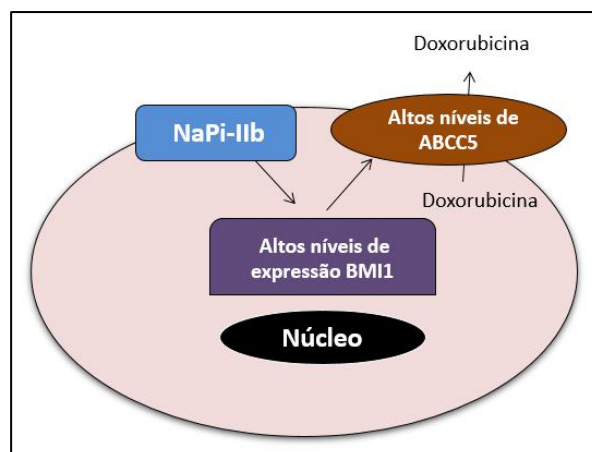 Doxorubicina
NaPi-IIb
Altos níveis de
ABCC5
Doxorubicina
Altos níveis de
expressão BMI1
Núcleo